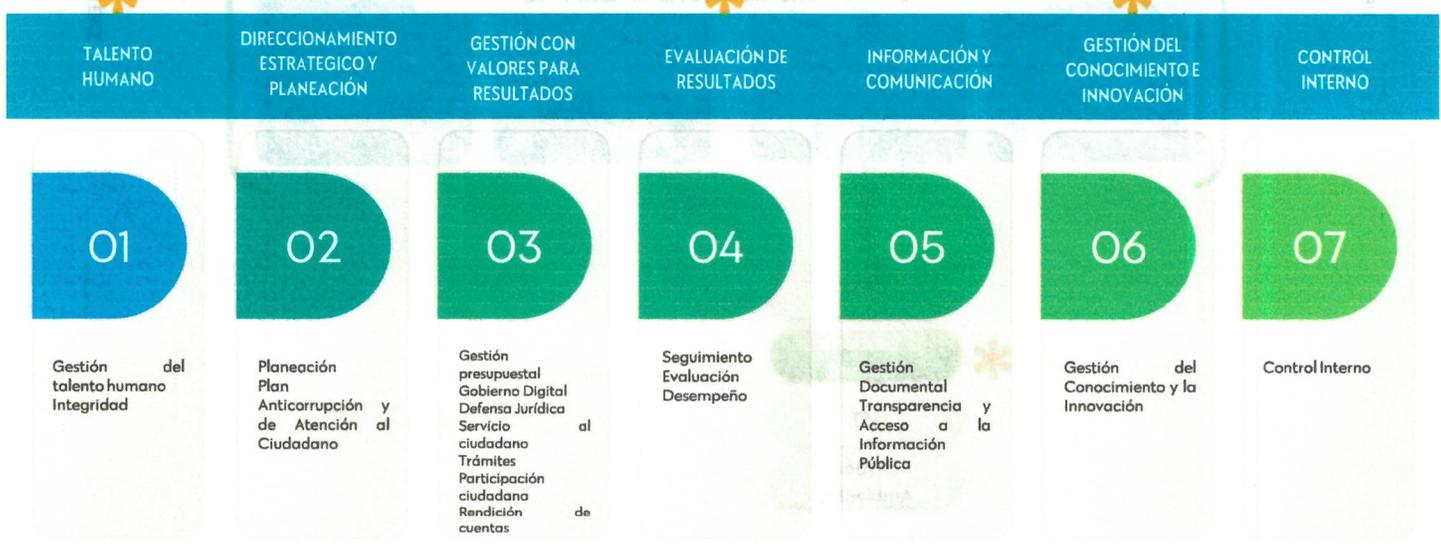 TALENTO
HUMANO
DIRECCIONAMIENTO
ESTRATEGICO Y
PLANEACIÓN
GESTIÓN CON
VALORES PARA
RESULTADOS
EVALUACIÓN DE
RESULTADOS
INFORMACIÓN Y
COMUNICACIÓN
GESTIÓN DEL
CONOCIMIENTO E
INNOVACIÓN
CONTROL
INTERNO
01
02
03
04
05
06
07
Gestión del
talento humano
Integridad
Planeación
Plan
Anticorrupción y
de Atención al
Ciudadano
Gestión
presupuestal
Gobierno Digital
Defensa Jurídica
Servicio al
ciudadano
Trámites
Participación
ciudadana
Rendición de
cuentas
Seguimiento
Evaluación
Desempeño
Gestión
Documental
Transparencia y
Acceso a la
Información
Pública
Gestión del
Conocimiento y la
Innovación
Control Interno